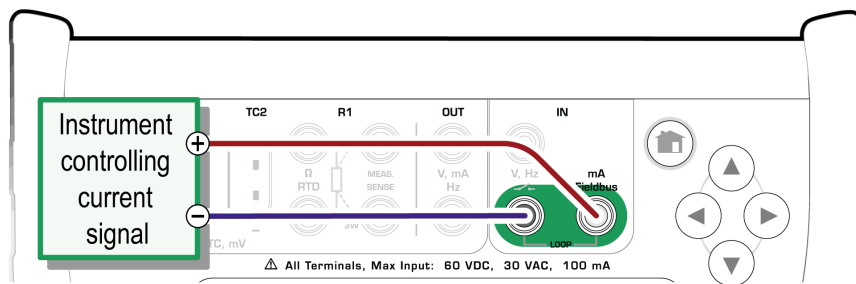 Instrument
controlling
current
signal
+
−
TC2 R1 OUT IN
Ω
RTD
MEAS.
SENSE
V, mA
Hz
V, Hz
mA
Fieldbus
3W
TC, mV
LOOP
⚠ All Terminals, Max Input: 60 VDC, 30 VAC, 100 mA